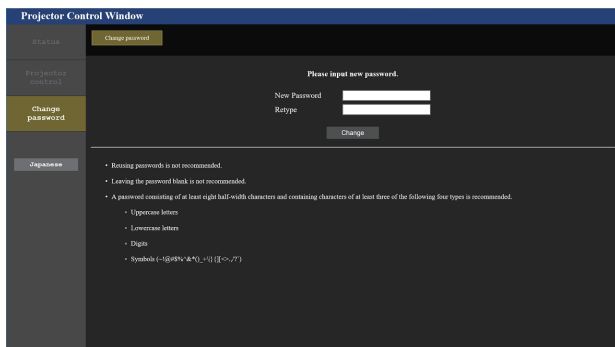 Projector Control Window
Status
Projector
control
Change
password
Japanese
Change password
Please input new password.
New Password
Retype
Change
• Reusing passwords is not recommended.
• Leaving the password blank is not recommended.
• A password consisting of at least eight half-width characters and containing characters of at least three of the following four types is recommended.
Uppercase letters
Lowercase letters
Digits
Symbols (~!@#$%^&*()_+\|}{][<>.,/?`)